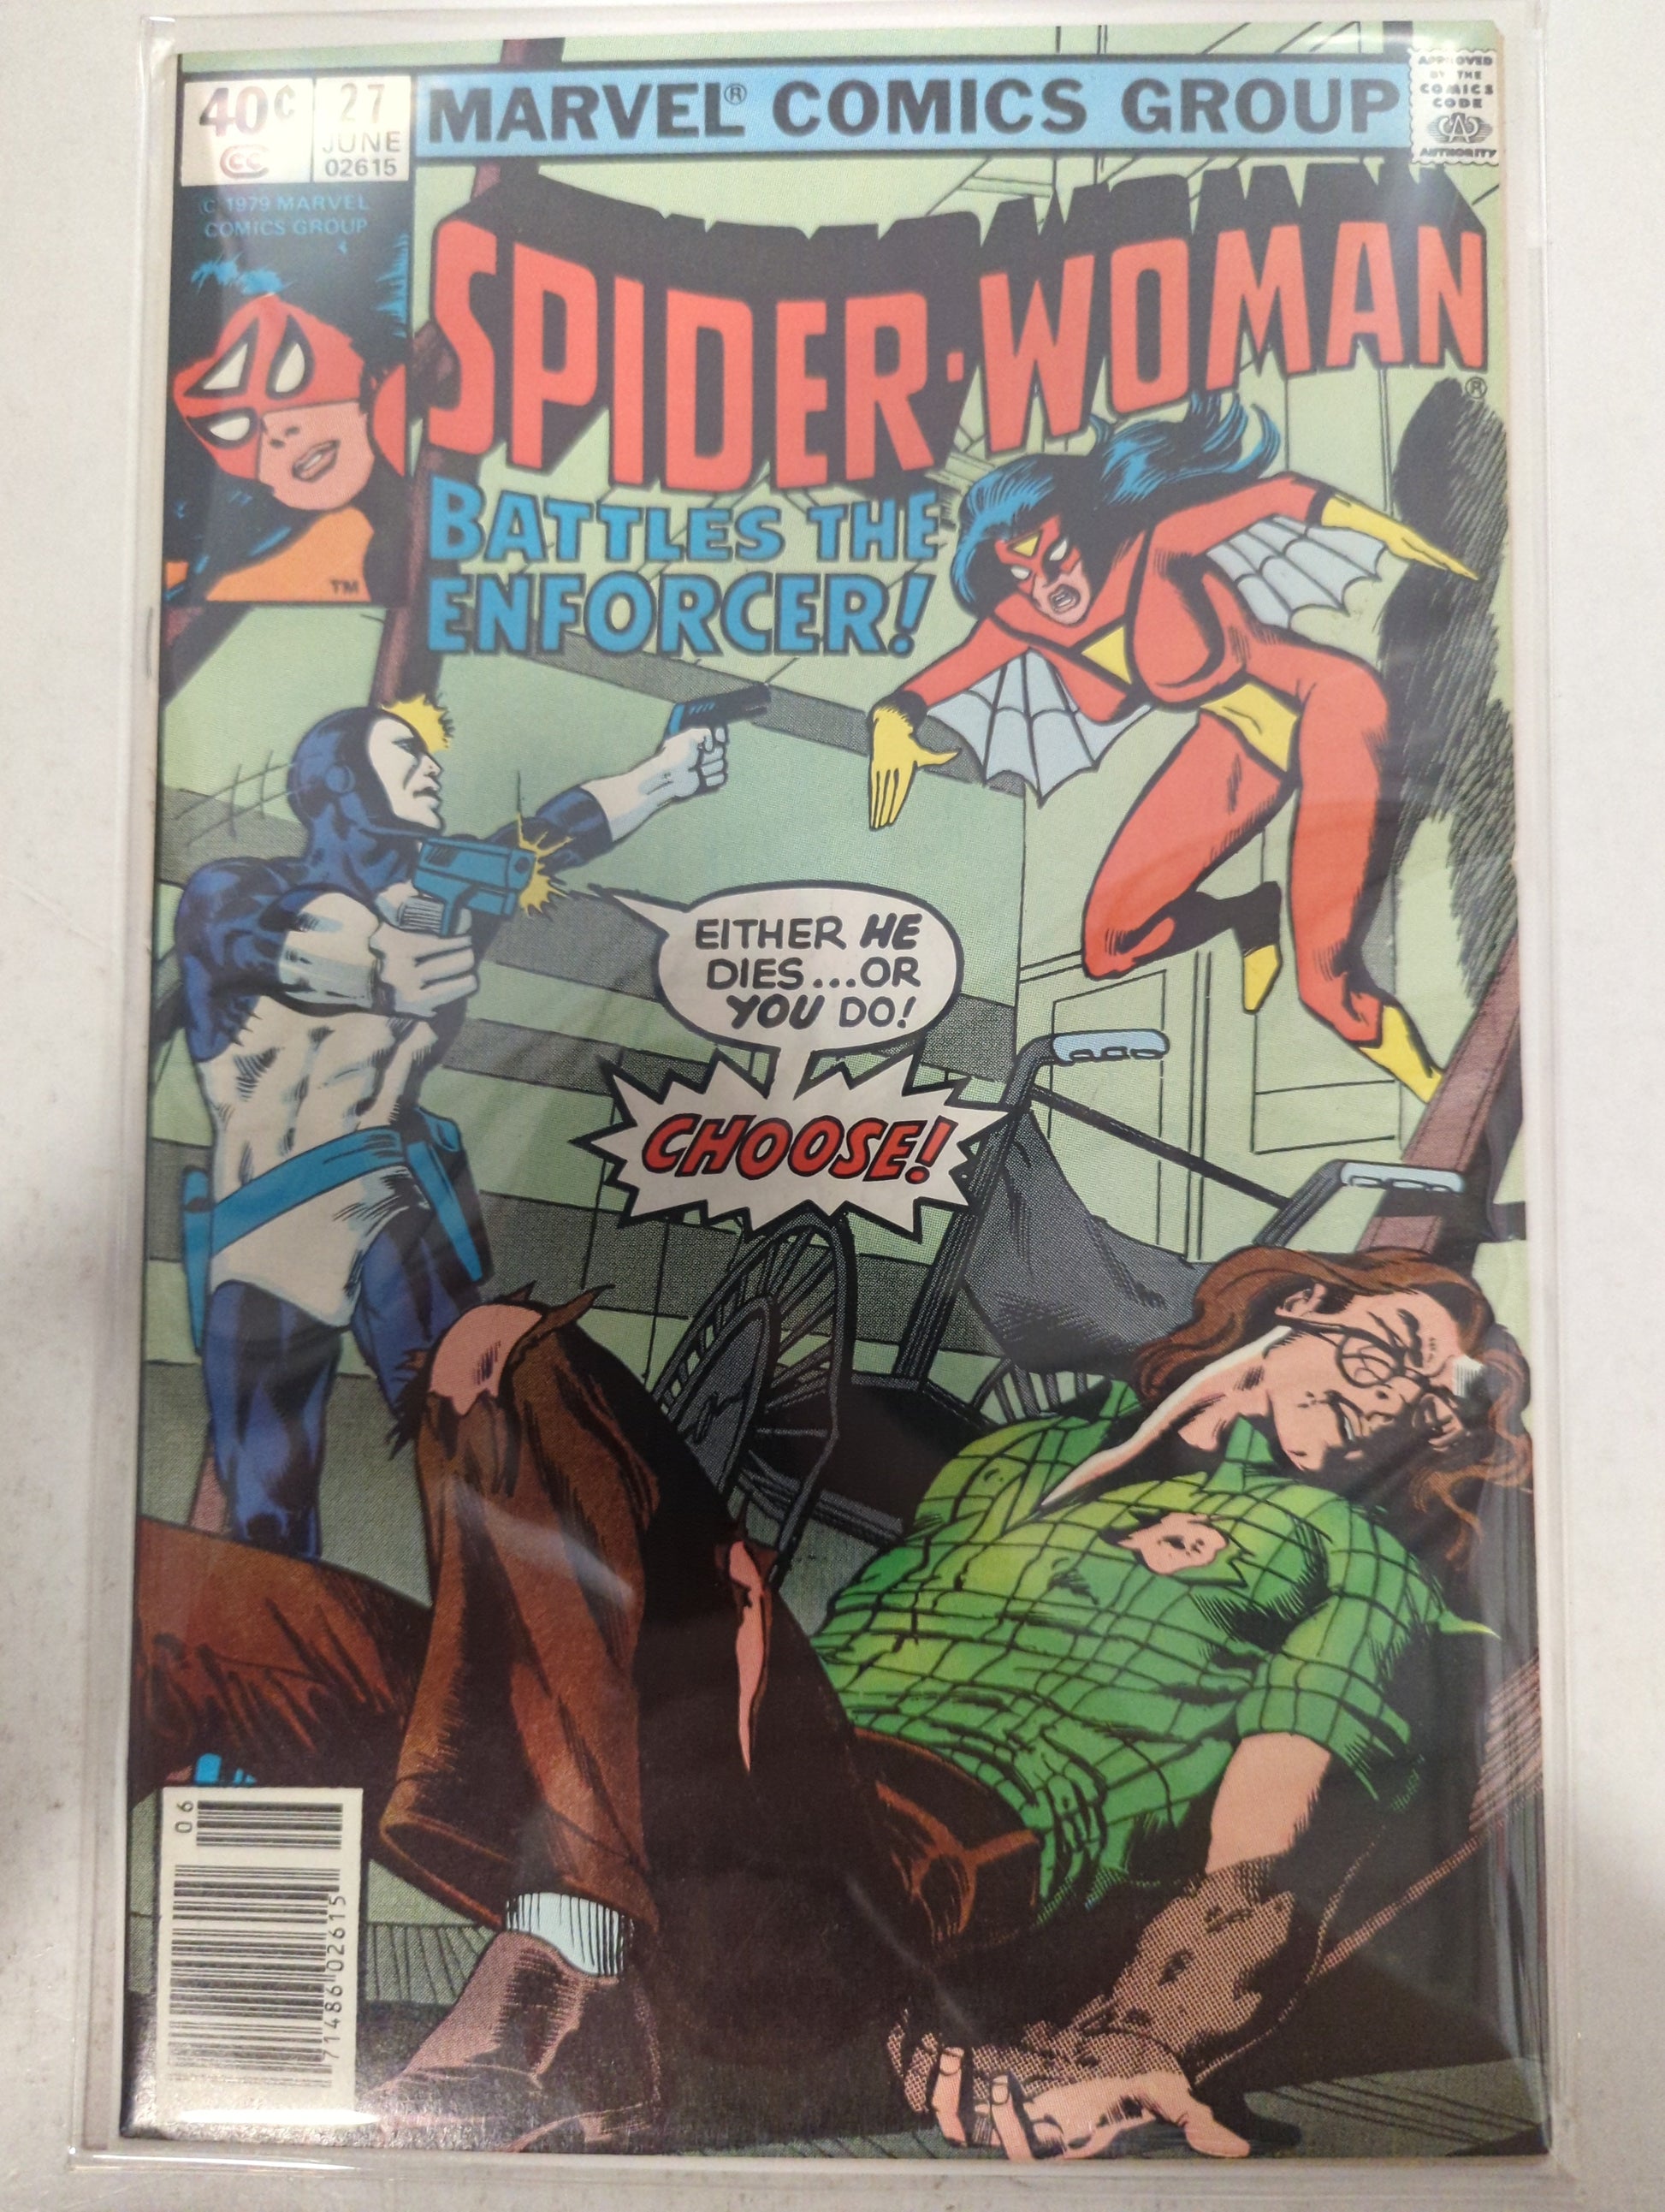 40¢
CC
27
JUNE
02615
MARVEL® COMICS GROUP
APPROVED
BY THE
COMICS
CODE
CA
AUTHORITY
© 1979 MARVEL
COMICS GROUP
TM
SPIDER-WOMAN
®
BATTLES THE
ENFORCER!
EITHER HE
DIES...OR
YOU DO!
CHOOSE!
06
71486 02615